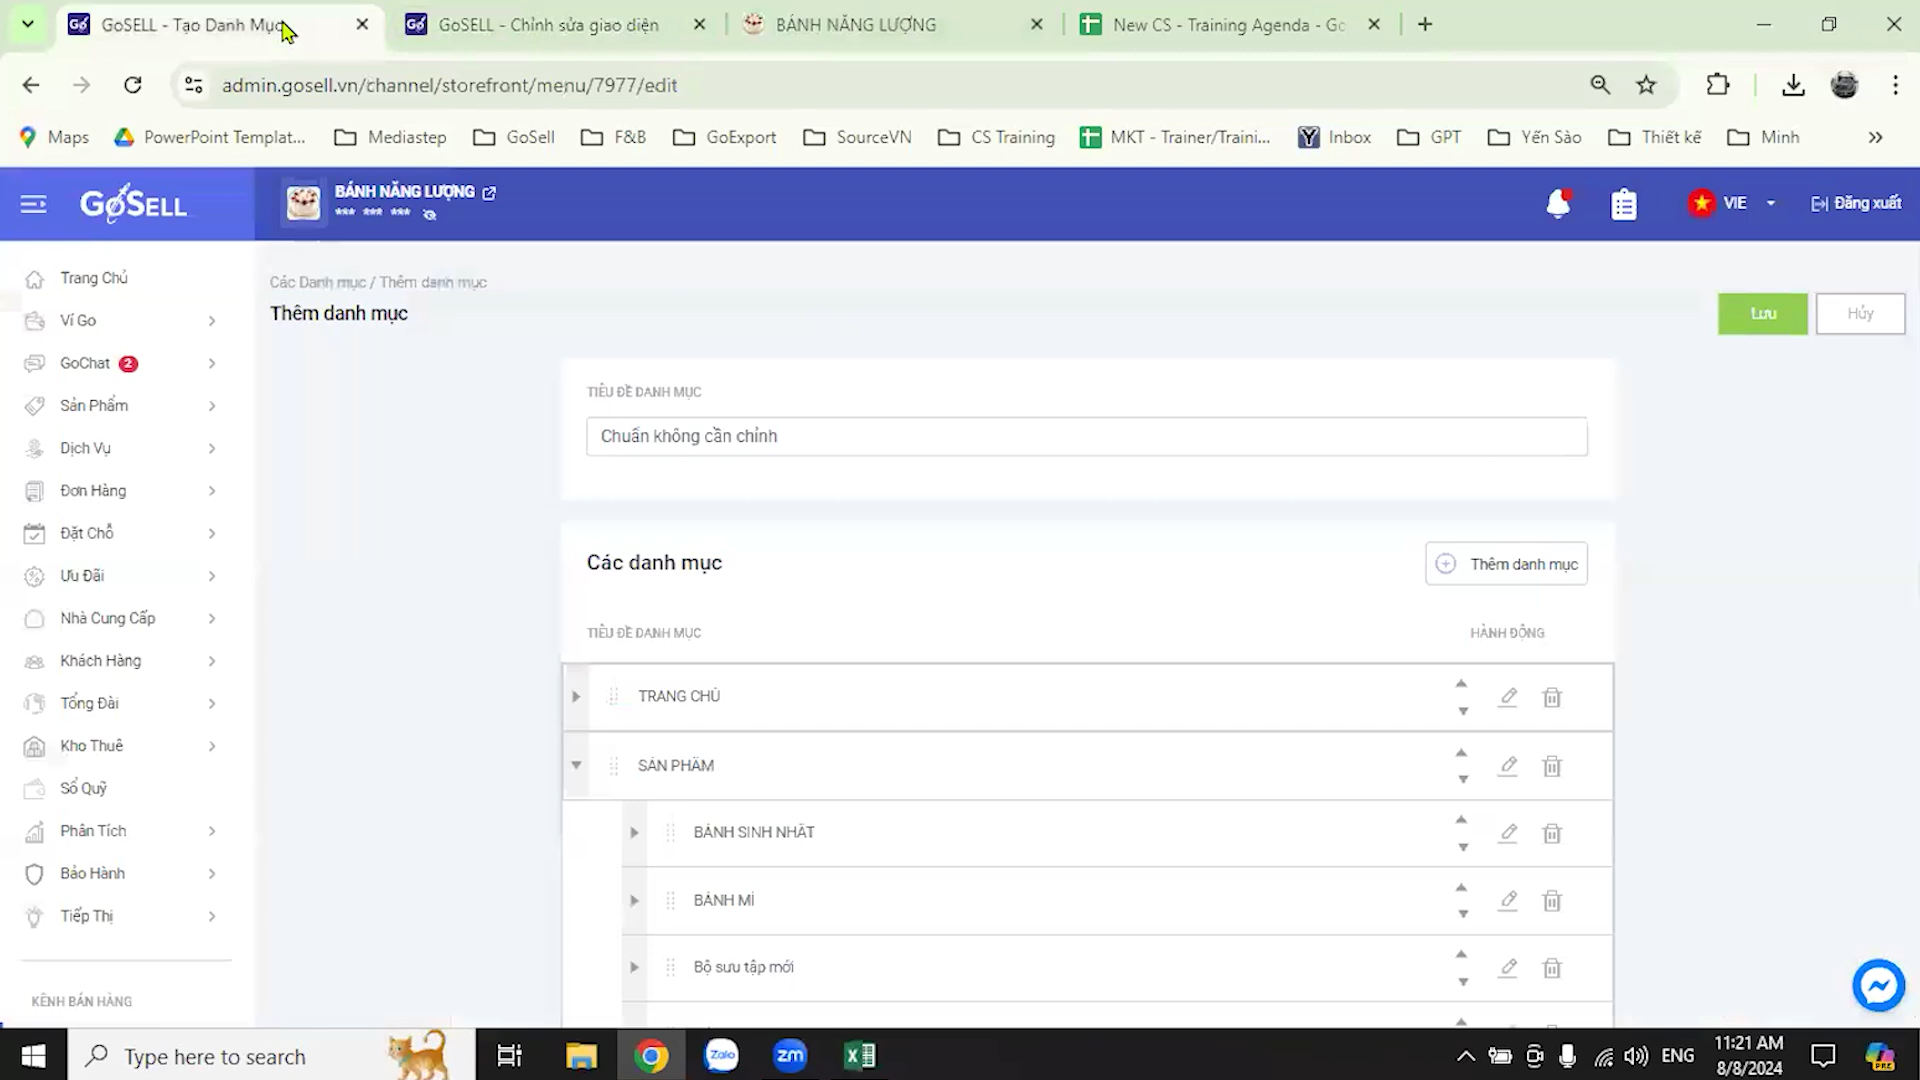 GoSELL - Tạo Danh Mục
GoSELL - Chỉnh sửa giao diện
BÁNH NĂNG LƯỢNG
New CS - Training Agenda - Go
admin.gosell.vn/channel/storefront/menu/7977/edit
Maps
PowerPoint Templat...
Mediastep
GoSell
F&B
GoExport
SourceVN
CS Training
MKT - Trainer/Traini...
Inbox
GPT
Yến Sào
Thiết kế
Minh
GoSELL
BÁNH NĂNG LƯỢNG
*** *** ***
VIE
Đăng xuất
Trang Chủ
Ví Go
GoChat 2
Sản Phẩm
Dịch Vụ
Đơn Hàng
Đặt Chỗ
Ưu Đãi
Nhà Cung Cấp
Khách Hàng
Tổng Đài
Kho Thuê
Sổ Quỹ
Phân Tích
Bảo Hành
Tiếp Thị
KÊNH BÁN HÀNG
Các Danh mục / Thêm danh mục
Thêm danh mục
Lưu
Hủy
TIÊU ĐỀ DANH MỤC
Chuẩn không cần chỉnh
Các danh mục
Thêm danh mục
TIÊU ĐỀ DANH MỤC
HÀNH ĐỘNG
TRANG CHỦ
SẢN PHẨM
BÁNH SINH NHẬT
BÁNH MÌ
Bộ sưu tập mới
Type here to search
Zalo
zm
ENG
11:21 AM
8/8/2024
PRE